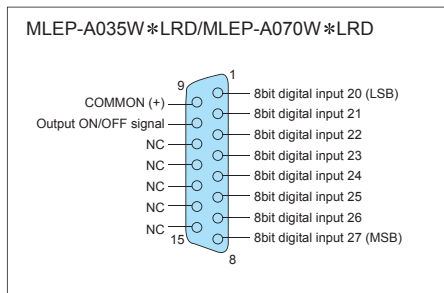 MLEP-A035W＊LRD/MLEP-A070W＊LRD
1
9
8bit digital input 20 (LSB)
COMMON (+)
8bit digital input 21
Output ON/OFF signal
8bit digital input 22
NC
8bit digital input 23
NC
8bit digital input 24
NC
8bit digital input 25
NC
8bit digital input 26
NC
15
8bit digital input 27 (MSB)
8